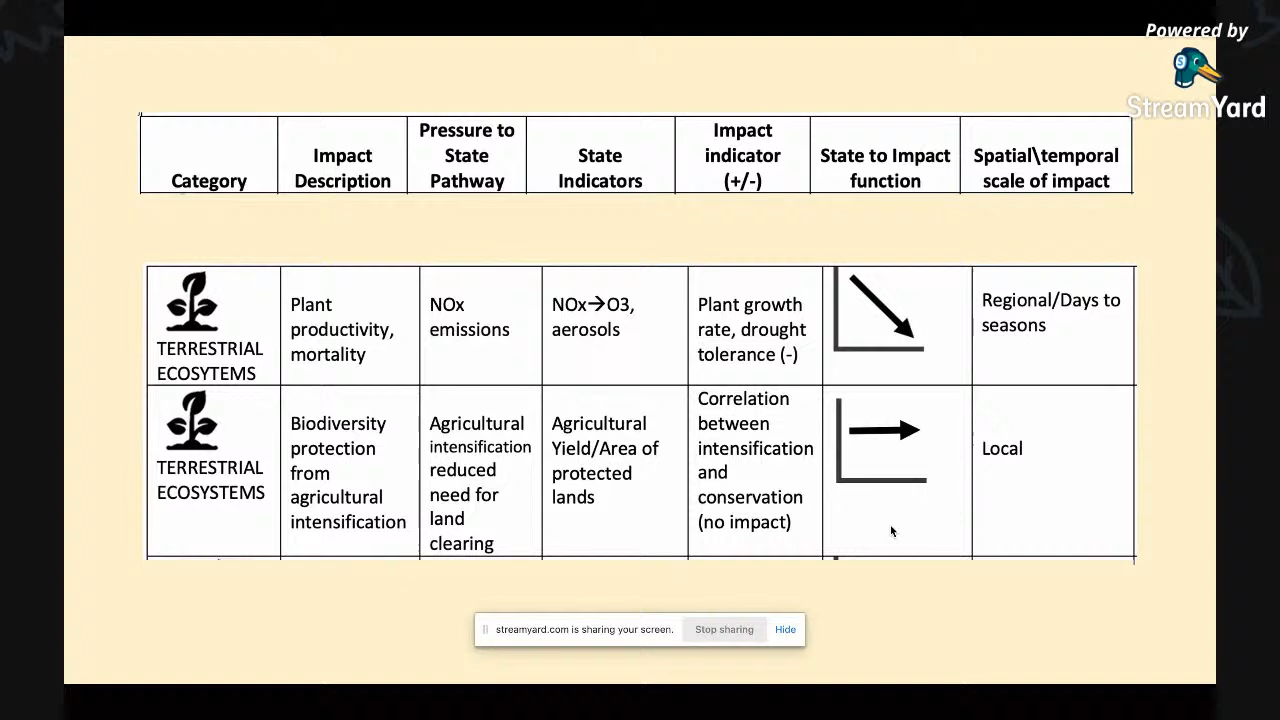 Powered by
StreamYard
Category
Impact
Description
Pressure to
State
Pathway
State
Indicators
Impact
indicator
(+/-)
State to Impact
function
Spatial\temporal
scale of impact
TERRESTRIAL
ECOSYTEMS
Plant
productivity,
mortality
NOx
emissions
NOx→O3,
aerosols
Plant growth
rate, drought
tolerance (-)
Regional/Days to
seasons
TERRESTRIAL
ECOSYSTEMS
Biodiversity
protection
from
agricultural
intensification
Agricultural
intensification
reduced
need for
land
clearing
Agricultural
Yield/Area of
protected
lands
Correlation
between
intensification
and
conservation
(no impact)
Local
streamyard.com is sharing your screen.
Stop sharing
Hide